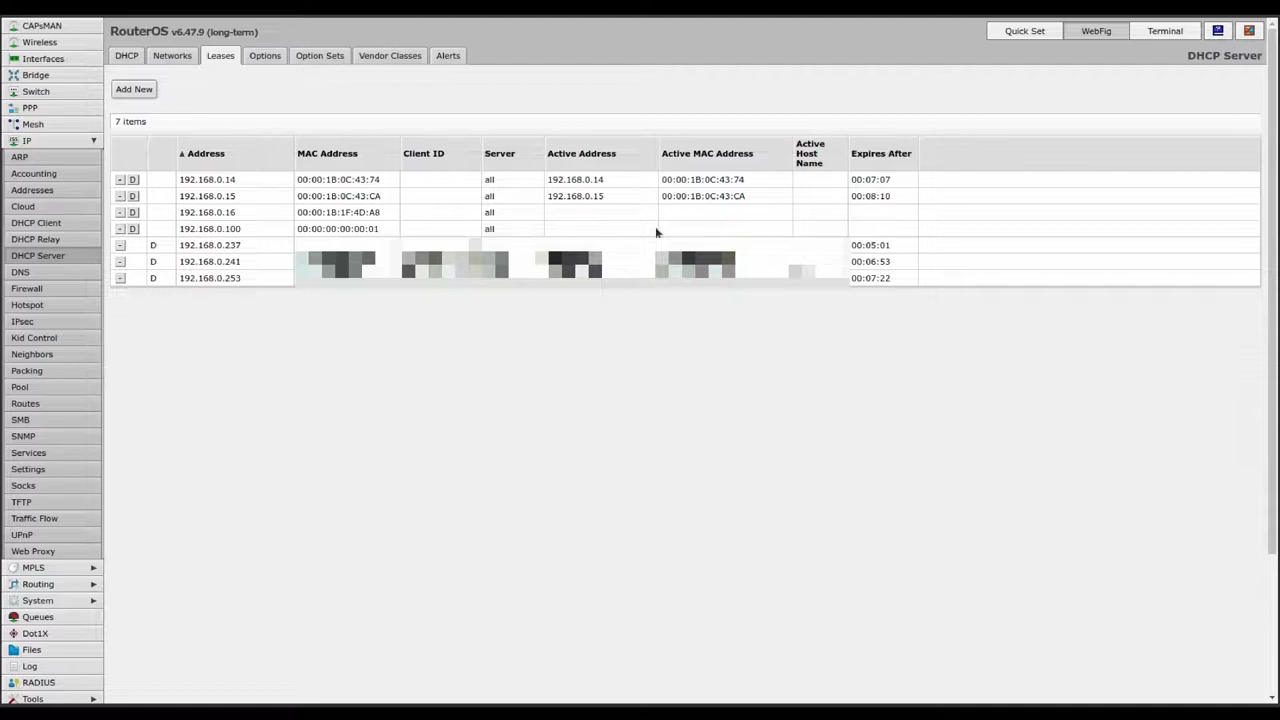 CAPsMAN
Wireless
Interfaces
Bridge
Switch
PPP
Mesh
IP
ARP
Accounting
Addresses
Cloud
DHCP Client
DHCP Relay
DHCP Server
DNS
Firewall
Hotspot
IPsec
Kid Control
Neighbors
Packing
Pool
Routes
SMB
SNMP
Services
Settings
Socks
TFTP
Traffic Flow
UPnP
Web Proxy
MPLS
Routing
System
Queues
Dot1X
Files
Log
RADIUS
Tools
RouterOS v6.47.9 (long-term)
Quick Set WebFig Terminal
DHCP Networks Leases Options Option Sets Vendor Classes Alerts
DHCP Server
Add New
7 items
Address MAC Address Client ID Server Active Address Active MAC Address Active Host Name Expires After
- D 192.168.0.14 00:00:1B:0C:43:74 all 192.168.0.14 00:00:1B:0C:43:74 00:07:07
- D 192.168.0.15 00:00:1B:0C:43:CA all 192.168.0.15 00:00:1B:0C:43:CA 00:08:10
- D 192.168.0.16 00:00:1B:1F:4D:A8 all
- D 192.168.0.100 00:00:00:00:00:01 all
- D 192.168.0.237 00:05:01
- D 192.168.0.241 00:06:53
- D 192.168.0.253 00:07:22